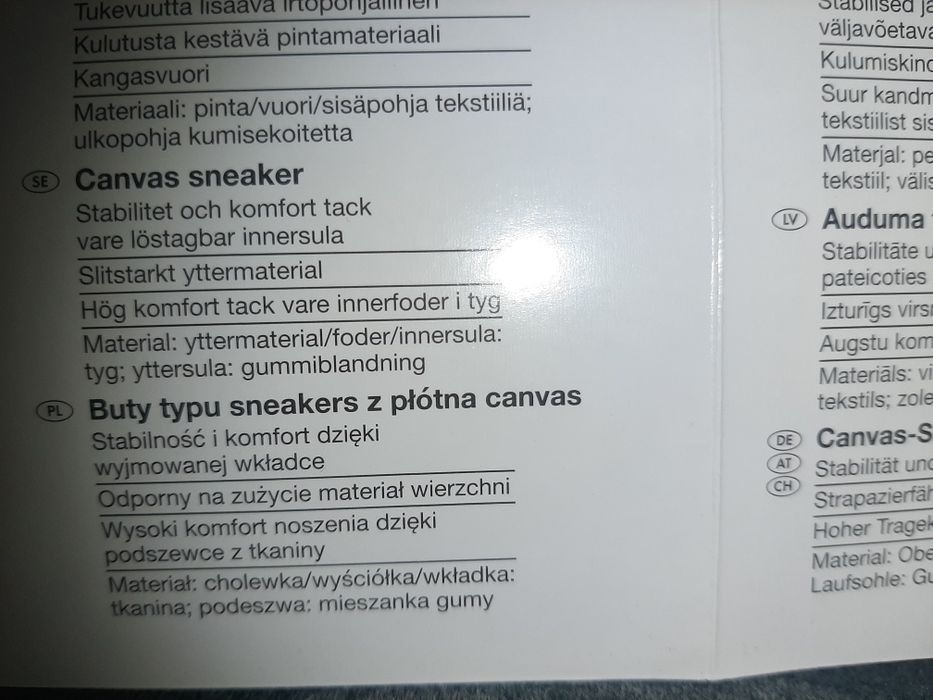 Tukevuutta lisäävä irtopohjallinen
Kulutusta kestävä pintamateriaali
Kangasvuori
Materiaali: pinta/vuori/sisäpohja tekstiiliä;
ulkopohja kumisekoitetta
SE Canvas sneaker
Stabilitet och komfort tack
vare löstagbar innersula
Slitstarkt yttermaterial
Hög komfort tack vare innerfoder i tyg
Material: yttermaterial/foder/innersula:
tyg; yttersula: gummiblandning
PL Buty typu sneakers z płótna canvas
Stabilność i komfort dzięki
wyjmowanej wkładce
Odporny na zużycie materiał wierzchni
Wysoki komfort noszenia dzięki
podszewce z tkaniny
Materiał: cholewka/wyściółka/wkładka:
tkanina; podeszwa: mieszanka gumy
Stabiilsed
väljavõetava
Kulumiskind
Suur kandm
tekstiilist sis
Materjal: pe
tekstiil; välis
LV Auduma
Stabilitāte u
pateicoties
Izturīgs virsm
Augstu kom
Materiāls: vi
tekstils; zole
DE Canvas-S
AT Stabilität und
CH Strapazierfäh
Hoher Tragek
Material: Obe
Laufsohle: Gu